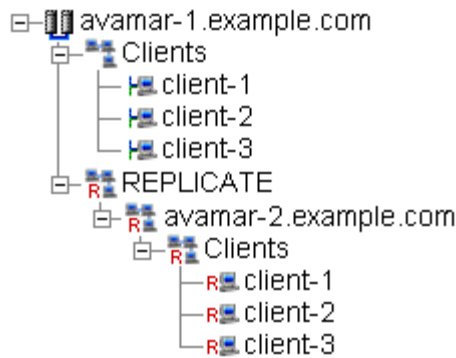 avamar-1.example.com
Clients
client-1
client-2
client-3
R REPLICATE
R avamar-2.example.com
R Clients
R client-1
R client-2
R client-3